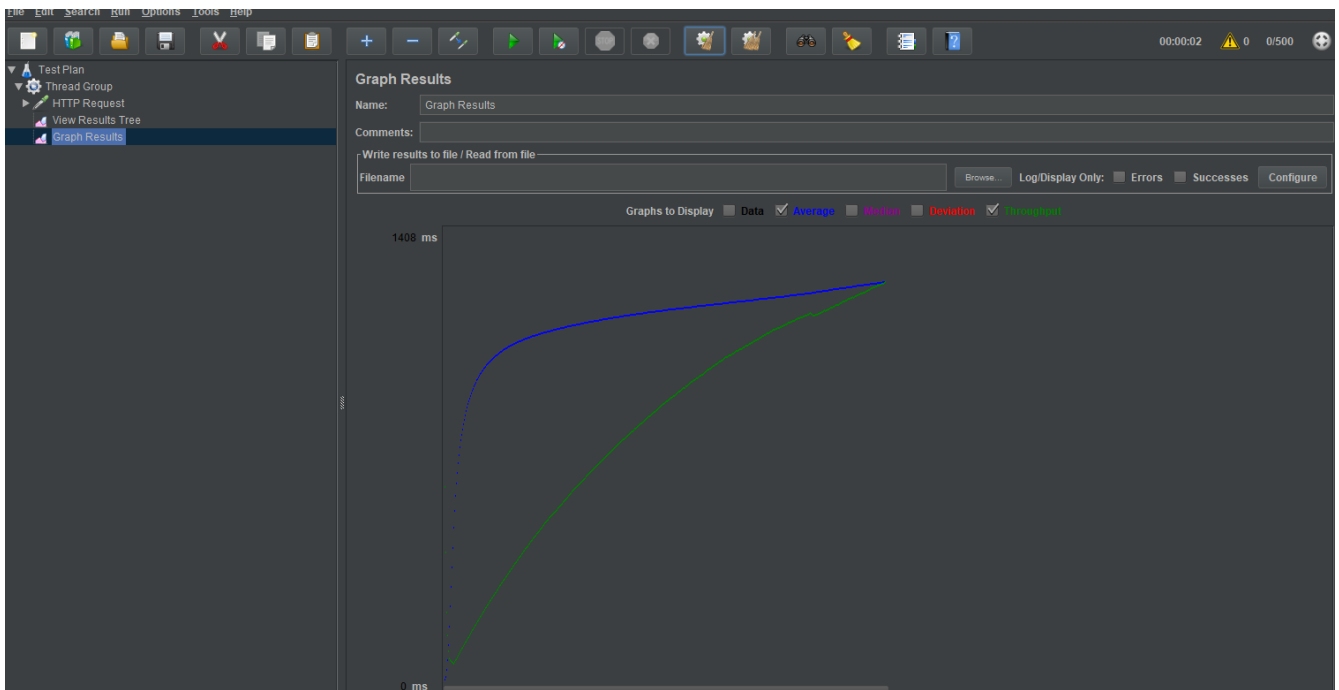 File Edit Search Run Options Tools Help
00:00:02 0 0/500
Test Plan
Thread Group
HTTP Request
View Results Tree
Graph Results
Graph Results
Name: Graph Results
Comments:
Write results to file / Read from file
Filename Browse... Log/Display Only: Errors Successes Configure
Graphs to Display Data Average Median Deviation Throughput
1408 ms
0 ms